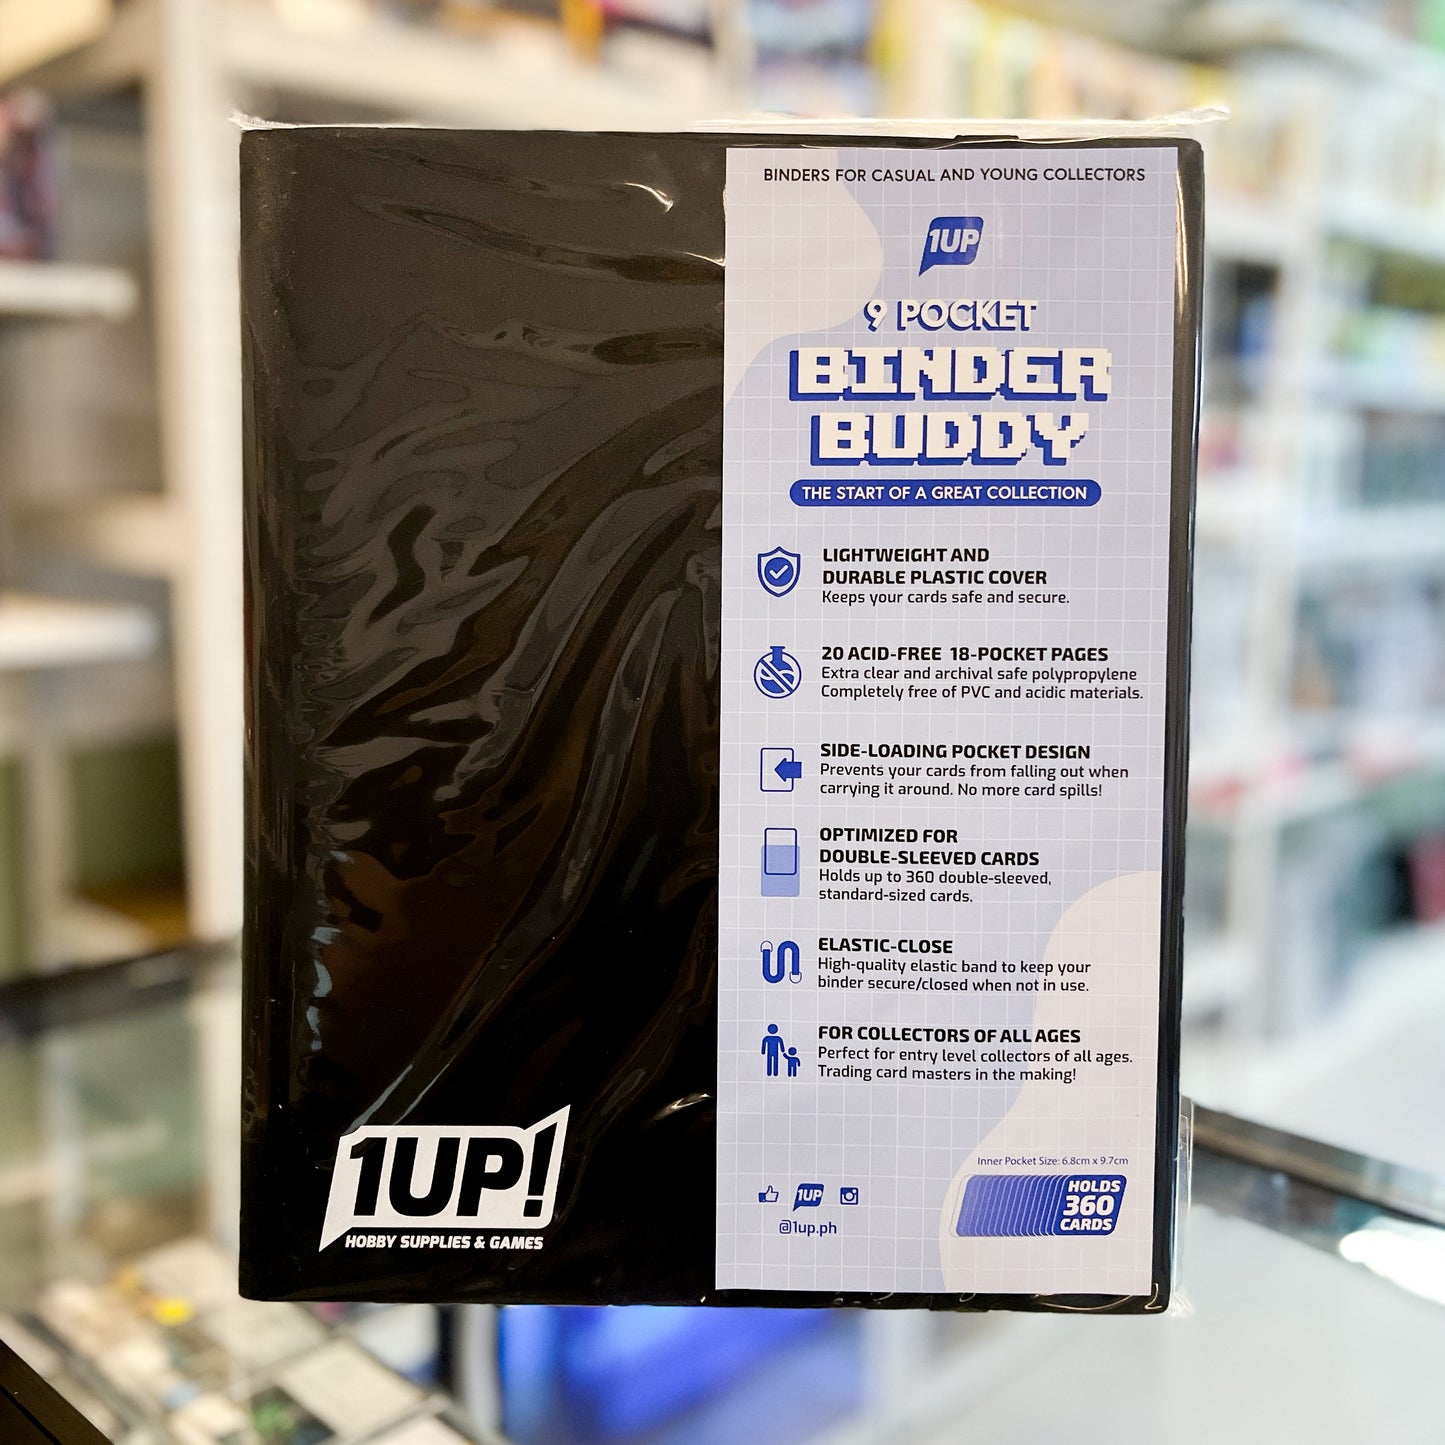 BINDERS FOR CASUAL AND YOUNG COLLECTORS
1UP
9 POCKET
BINDER
BUDDY
THE START OF A GREAT COLLECTION
LIGHTWEIGHT AND
DURABLE PLASTIC COVER
Keeps your cards safe and secure.
20 ACID-FREE 18-POCKET PAGES
Extra clear and archival safe polypropylene
Completely free of PVC and acidic materials.
SIDE-LOADING POCKET DESIGN
Prevents your cards from falling out when
carrying it around. No more card spills!
OPTIMIZED FOR
DOUBLE-SLEEVED CARDS
Holds up to 360 double-sleeved,
standard-sized cards.
ELASTIC-CLOSE
High-quality elastic band to keep your
binder secure/closed when not in use.
FOR COLLECTORS OF ALL AGES
Perfect for entry level collectors of all ages.
Trading card masters in the making!
Inner Pocket Size: 6.8cm x 9.7cm
HOLDS
360
CARDS
1UP
@1up.ph
1UP!
HOBBY SUPPLIES & GAMES